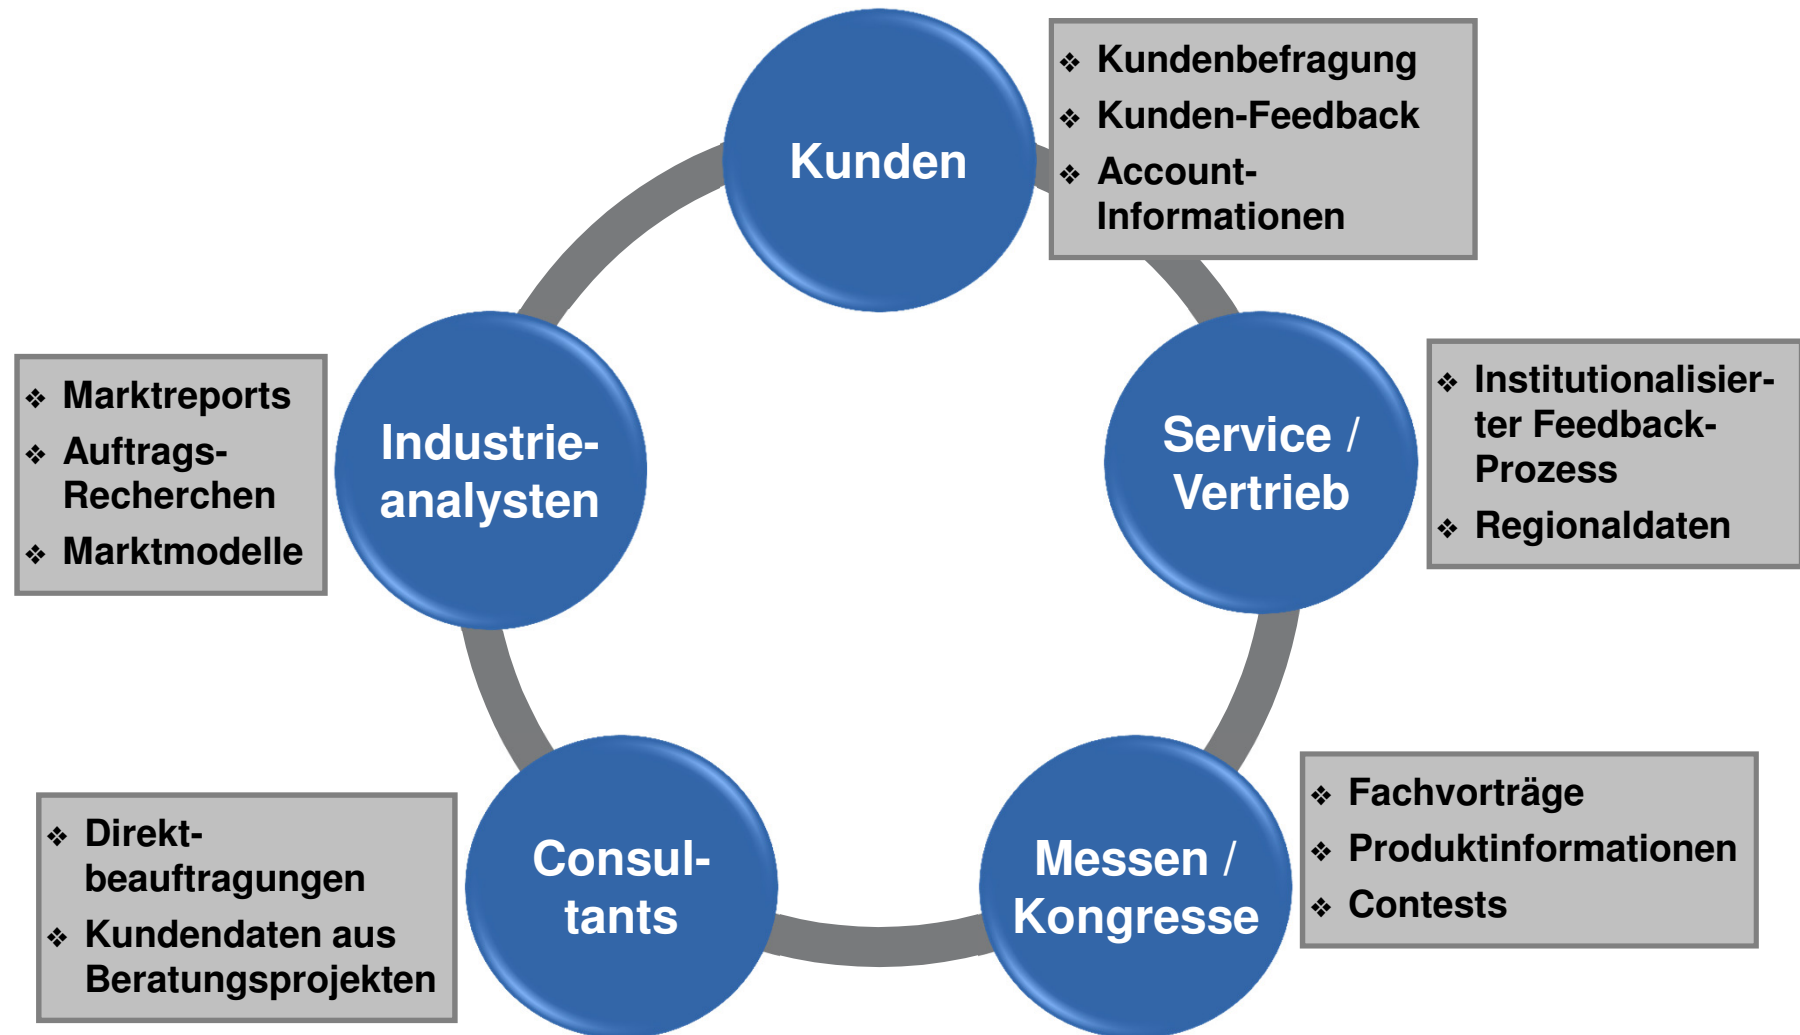 Kunden
❖ Kundenbefragung
❖ Kunden-Feedback
❖ Account-
Informationen
Service /
Vertrieb
❖ Institutionalisier-
ter Feedback-
Prozess
❖ Regionaldaten
Messen /
Kongresse
❖ Fachvorträge
❖ Produktinformationen
❖ Contests
Consul-
tants
❖ Direkt-
beauftragungen
❖ Kundendaten aus
Beratungsprojekten
Industrie-
analysten
❖ Marktreports
❖ Auftrags-
Recherchen
❖ Marktmodelle